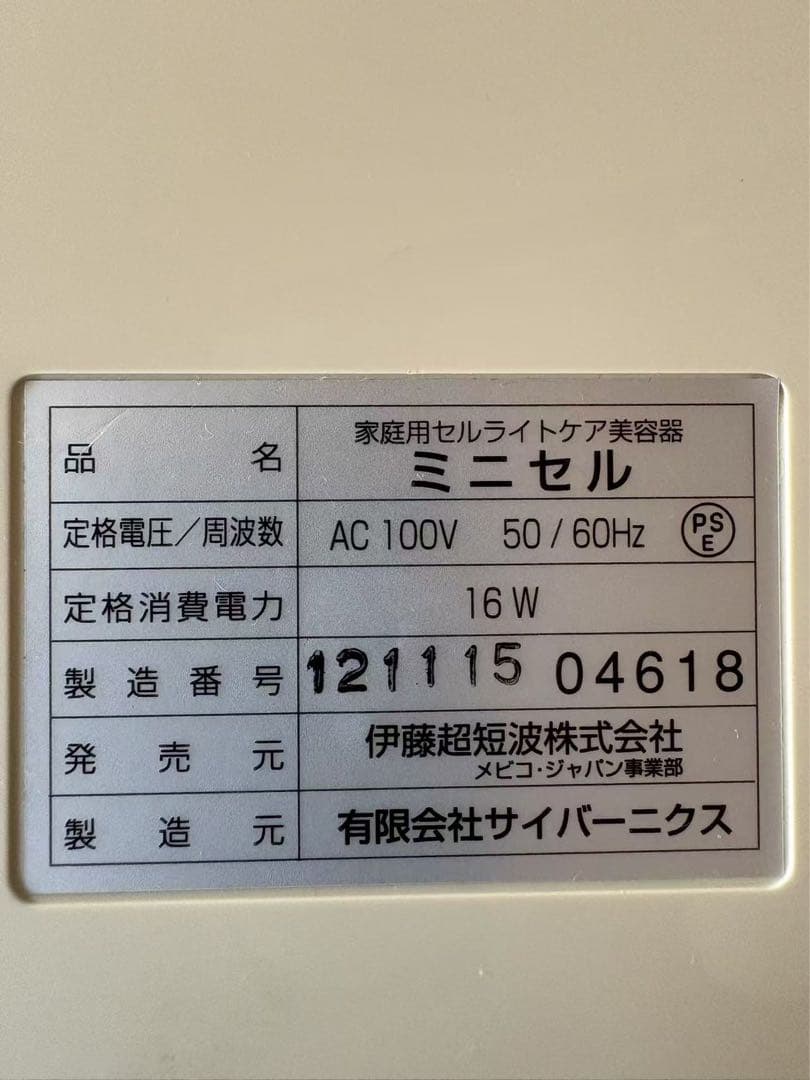 品名 家庭用セルライトケア美容器
ミニセル
定格電圧／周波数 AC 100V 50 / 60Hz PSE
定格消費電力 16 W
製造番号 121115 04618
発売元 伊藤超短波株式会社
メビコ・ジャパン事業部
製造元 有限会社サイバーニクス